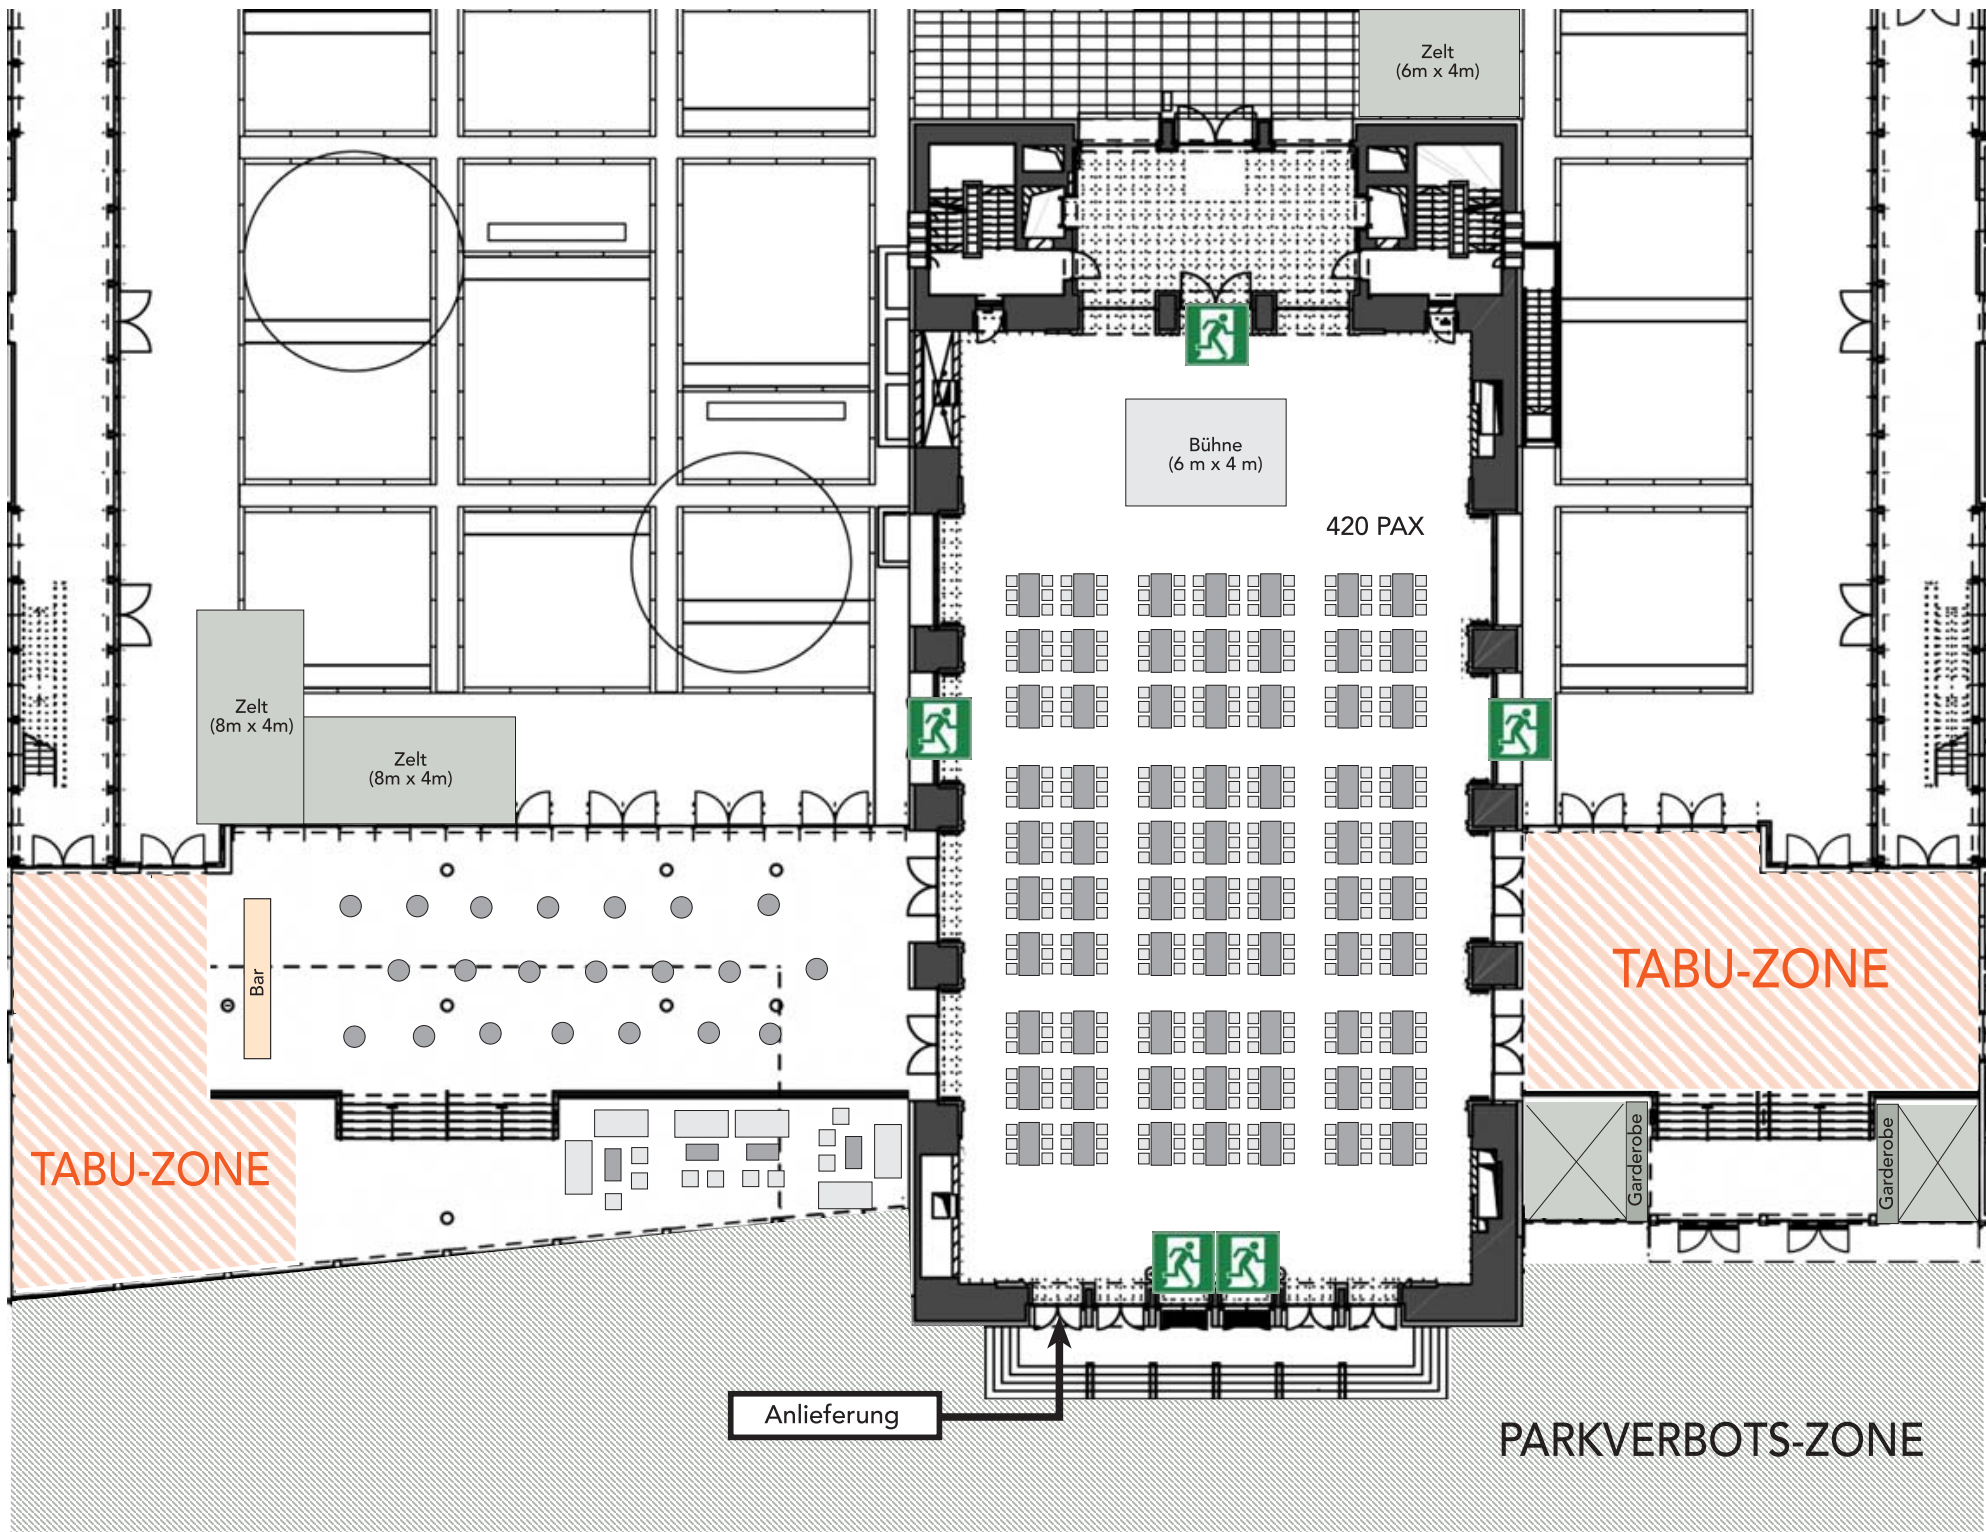 Zelt
(6m x 4m)
Bühne
(6 m x 4 m)
420 PAX
Zelt
(8m x 4m)
Zelt
(8m x 4m)
Bar
TABU-ZONE
TABU-ZONE
Garderobe
Garderobe
Anlieferung
PARKVERBOTS-ZONE